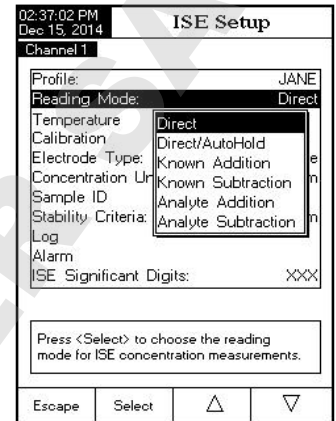 02:37:02 PM
Dec 15, 2014
ISE Setup
Channel 1
Profile: JANE
Reading Mode: Direct
Temperature
Calibration
Electrode Type:
Concentration
Sample ID
Stability Criteria:
Log
Alarm
ISE Significant Digits: XXX
Direct
Direct/AutoHold
Known Addition
Known Subtraction
Analyte Addition
Analyte Subtraction
Press <Select> to choose the reading
mode for ISE concentration measurements.
Escape Select △ ▽